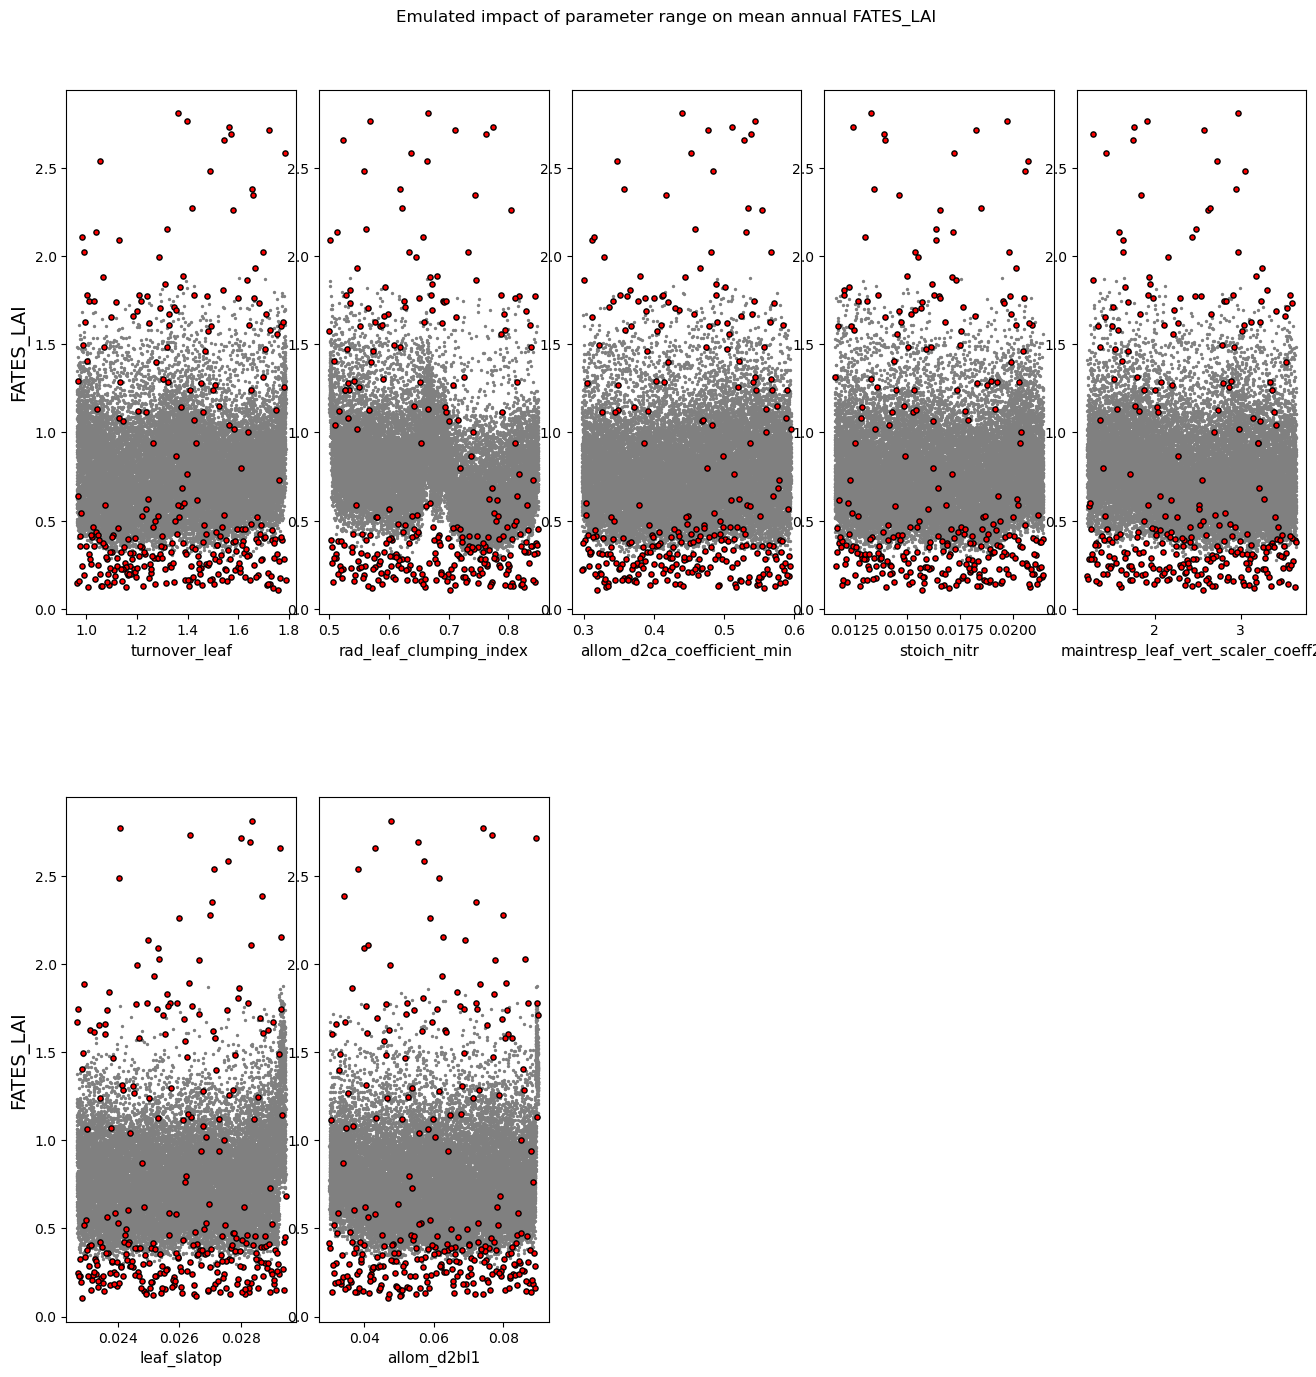 Emulated impact of parameter range on mean annual FATES_LAI
FATES_LAI
2.5 2.5 2.5 2.5 2.5
2.0 2.0 2.0 2.0 2.0
1.5 1.5 1.5 1.5 1.5
1.0 1.0 1.0 1.0 1.0
0.5 0.5 0.5 0.5 0.5
0.0 0.0 0.0 0.0 0.0
1.0 1.2 1.4 1.6 1.8 0.5 0.6 0.7 0.8 0.3 0.4 0.5 0.6 0.0125 0.0150 0.0175 0.0200 2 3
turnover_leaf rad_leaf_clumping_index allom_d2ca_coefficient_min stoich_nitr maintresp_leaf_vert_scaler_coeff2
FATES_LAI
2.5 2.5
2.0 2.0
1.5 1.5
1.0 1.0
0.5 0.5
0.0 0.0
0.024 0.026 0.028 0.04 0.06 0.08
leaf_slatop allom_d2bl1